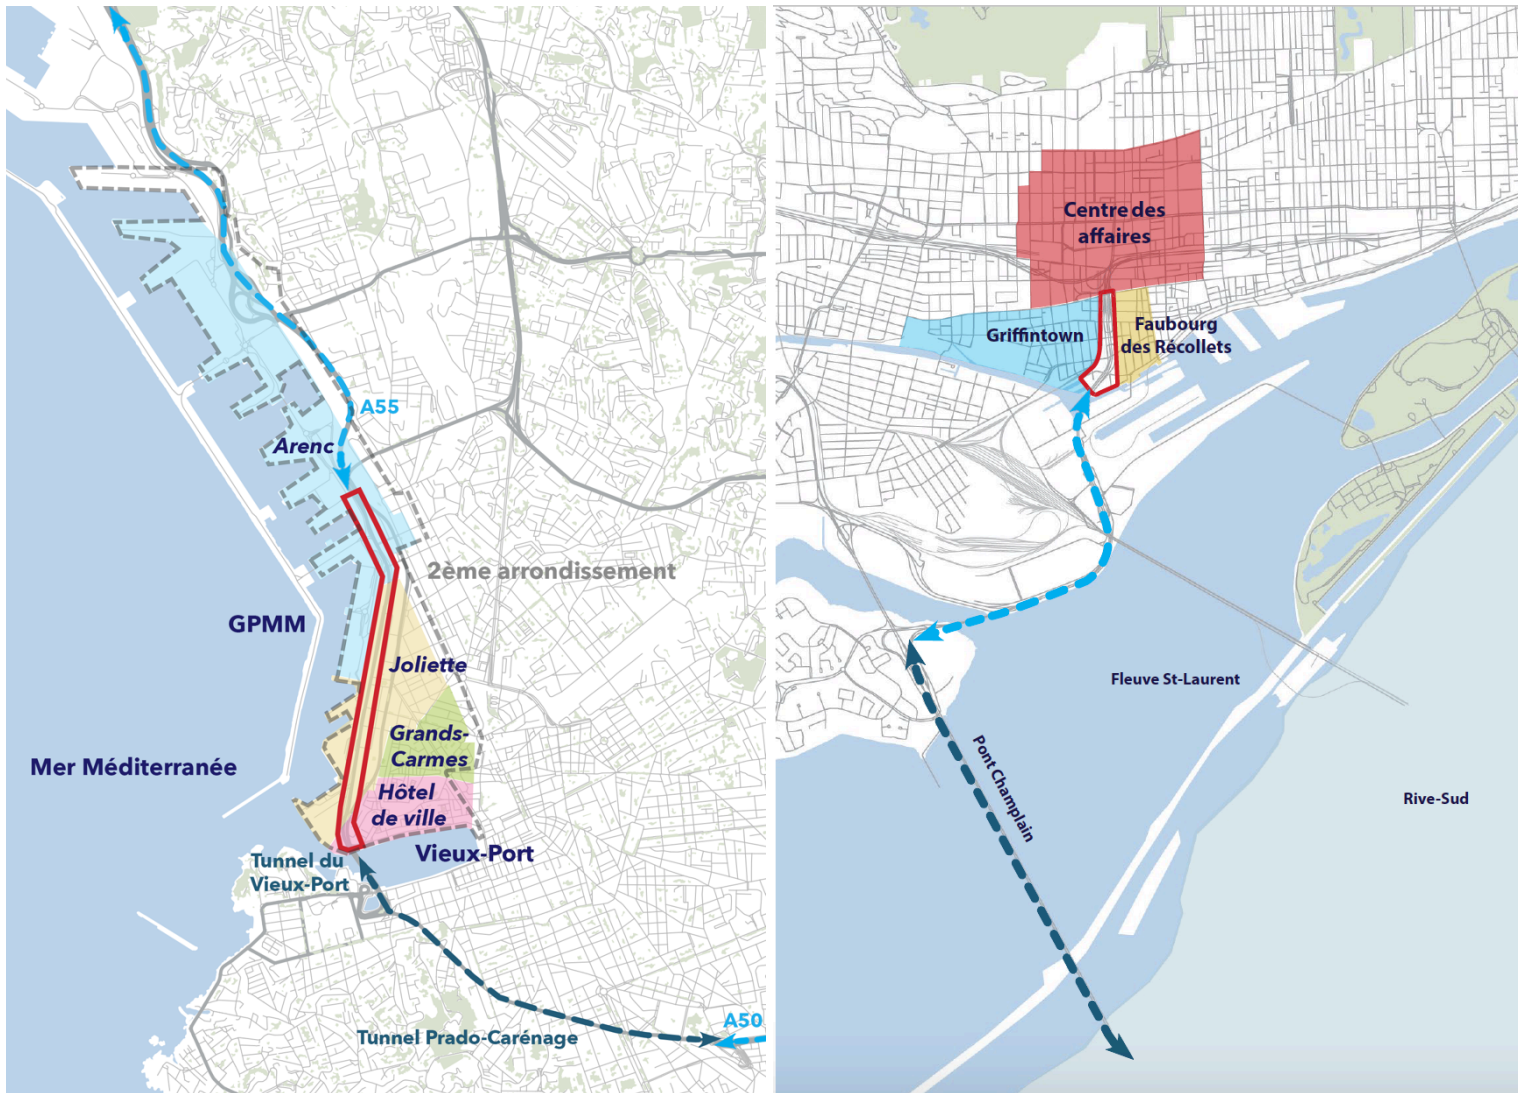 A55
Arenc
2ème arrondissement
GPMM
Joliette
Grands-
Carmes
Mer Méditerranée
Hôtel
de ville
Vieux-Port
Tunnel du
Vieux-Port
A50
Tunnel Prado-Carénage
Centre des
affaires
Griffintown
Faubourg
des Récollets
Fleuve St-Laurent
Pont Champlain
Rive-Sud